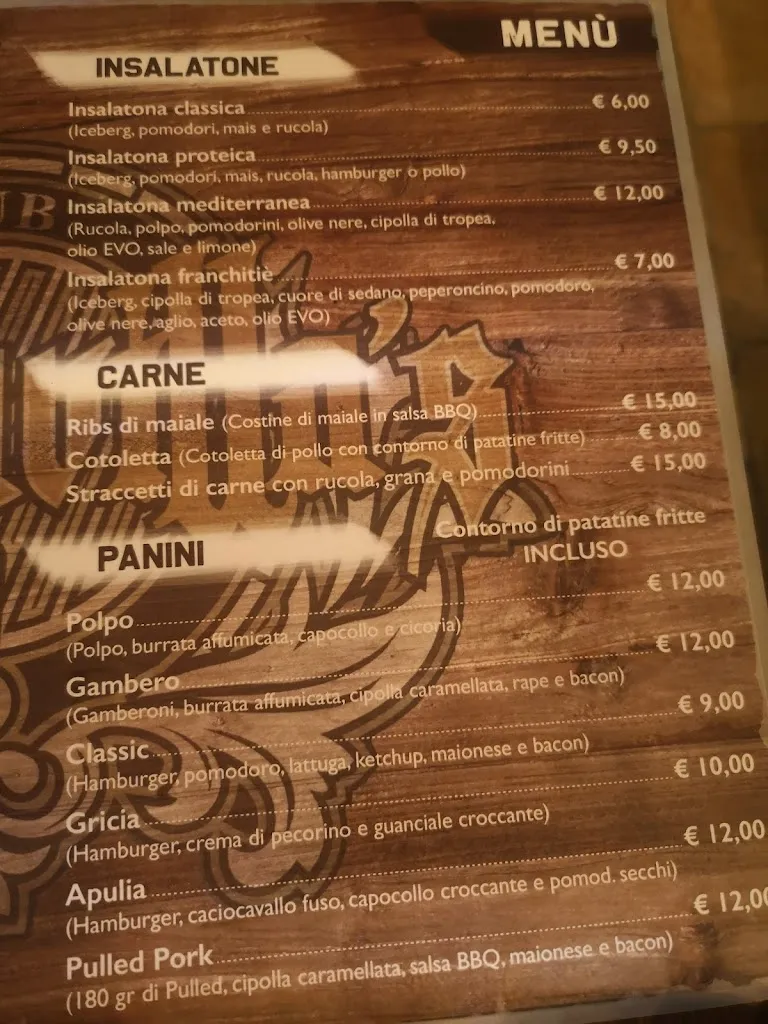 MENÙ
INSALATONE
Insalatona classica € 6,00
(Iceberg, pomodori, mais e rucola)
Insalatona proteica € 9,50
(Iceberg, pomodori, mais, rucola, hamburger o pollo)
Insalatona mediterranea € 12,00
(Rucola, polpo, pomodorini, olive nere, cipolla di tropea,
olio EVO, sale e limone)
Insalatona franchitiè € 7,00
(Iceberg, cipolla di tropea, cuore di sedano, peperoncino, pomodoro,
olive nere, aglio, aceto, olio EVO)
CARNE
Ribs di maiale (Costine di maiale in salsa BBQ) € 15,00
Cotoletta (Cotoletta di pollo con contorno di patatine fritte) € 8,00
Straccetti di carne con rucola, grana e pomodorini € 15,00
PANINI
Contorno di patatine fritte
INCLUSO
Polpo € 12,00
(Polpo, burrata affumicata, capocollo e cicoria)
Gambero € 12,00
(Gamberoni, burrata affumicata, cipolla caramellata, rape e bacon)
Classic € 9,00
(Hamburger, pomodoro, lattuga, ketchup, maionese e bacon)
Gricia € 10,00
(Hamburger, crema di pecorino e guanciale croccante)
Apulia € 12,00
(Hamburger, caciocavallo fuso, capocollo croccante e pomod. secchi)
Pulled Pork € 12,00
(180 gr di Pulled, cipolla caramellata, salsa BBQ, maionese e bacon)